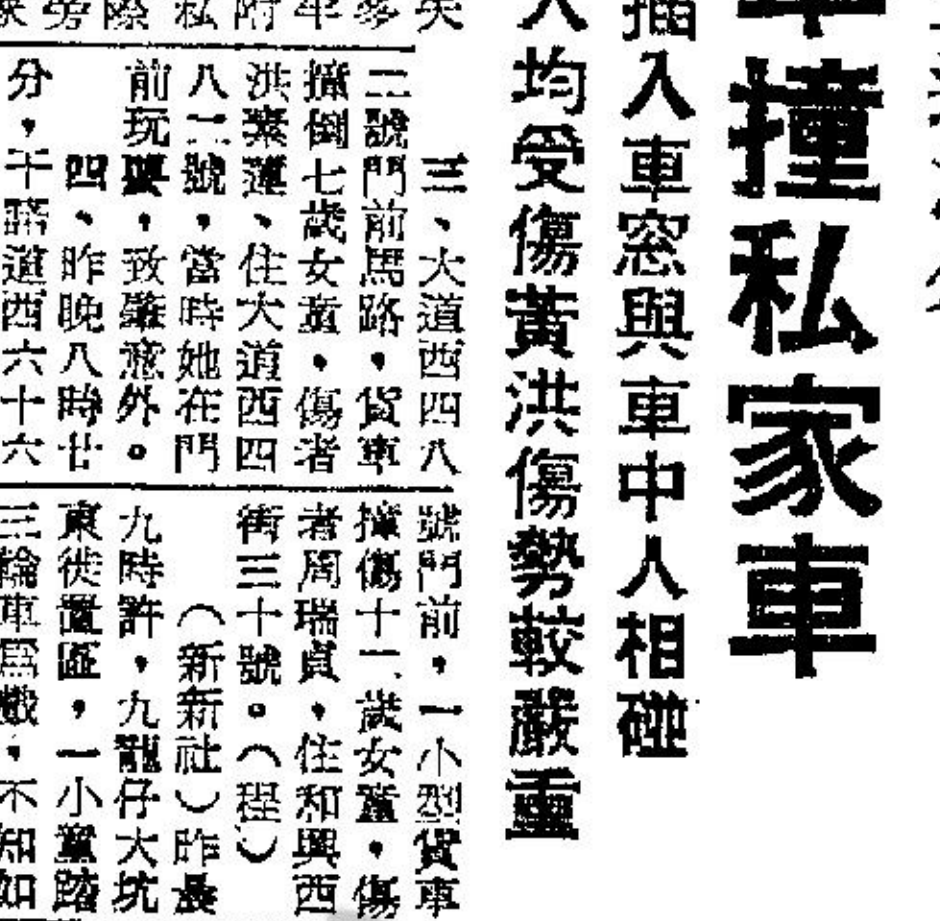 車撞私家車
插入車窓與車中人相碰
人均受傷黃洪傷勢較嚴重
三、大道西四八
二號門前馬路，貨車
撞倒七歲女童，傷者
洪素蓮、住大道西四
八二號，當時她在門
前玩耍，致肇意外。
四、昨晚八時廿
分，干諾道西六十六
號門前，一小型貨車
撞傷十一歲女童，傷
者周瑞貞，住和興西
街三十號。（程）
（新新社）昨晨
九時許，九龍仔大坑
東徙置區，一小童踏
三輪車為戲，不知如